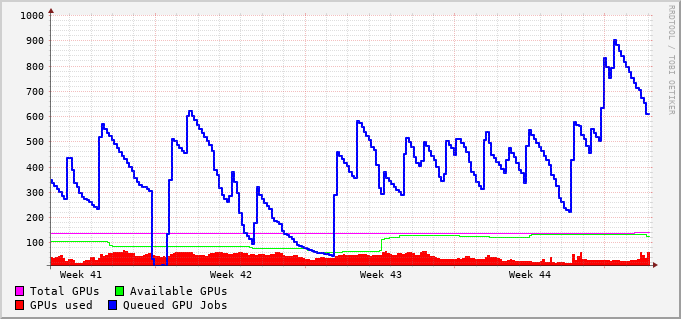 1000
900
800
700
600
500
400
300
200
100
Week 41 Week 42 Week 43 Week 44
Total GPUs Available GPUs
GPUs used Queued GPU Jobs
RRDTOOL / TOBI OETIKER